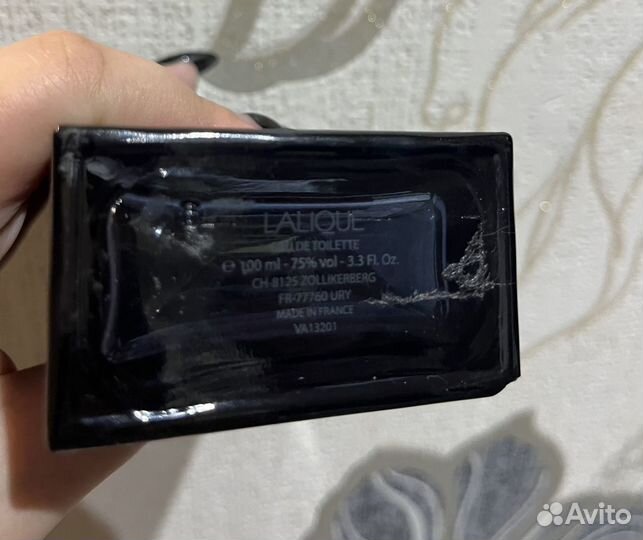 LALIQUE
DE TOILETTE
℮ 100 ml - 75% vol - 3.3 Fl. Oz.
CH-8125 ZOLLIKERBERG
FR-77760 URY
MADE IN FRANCE
VA13201
Avito